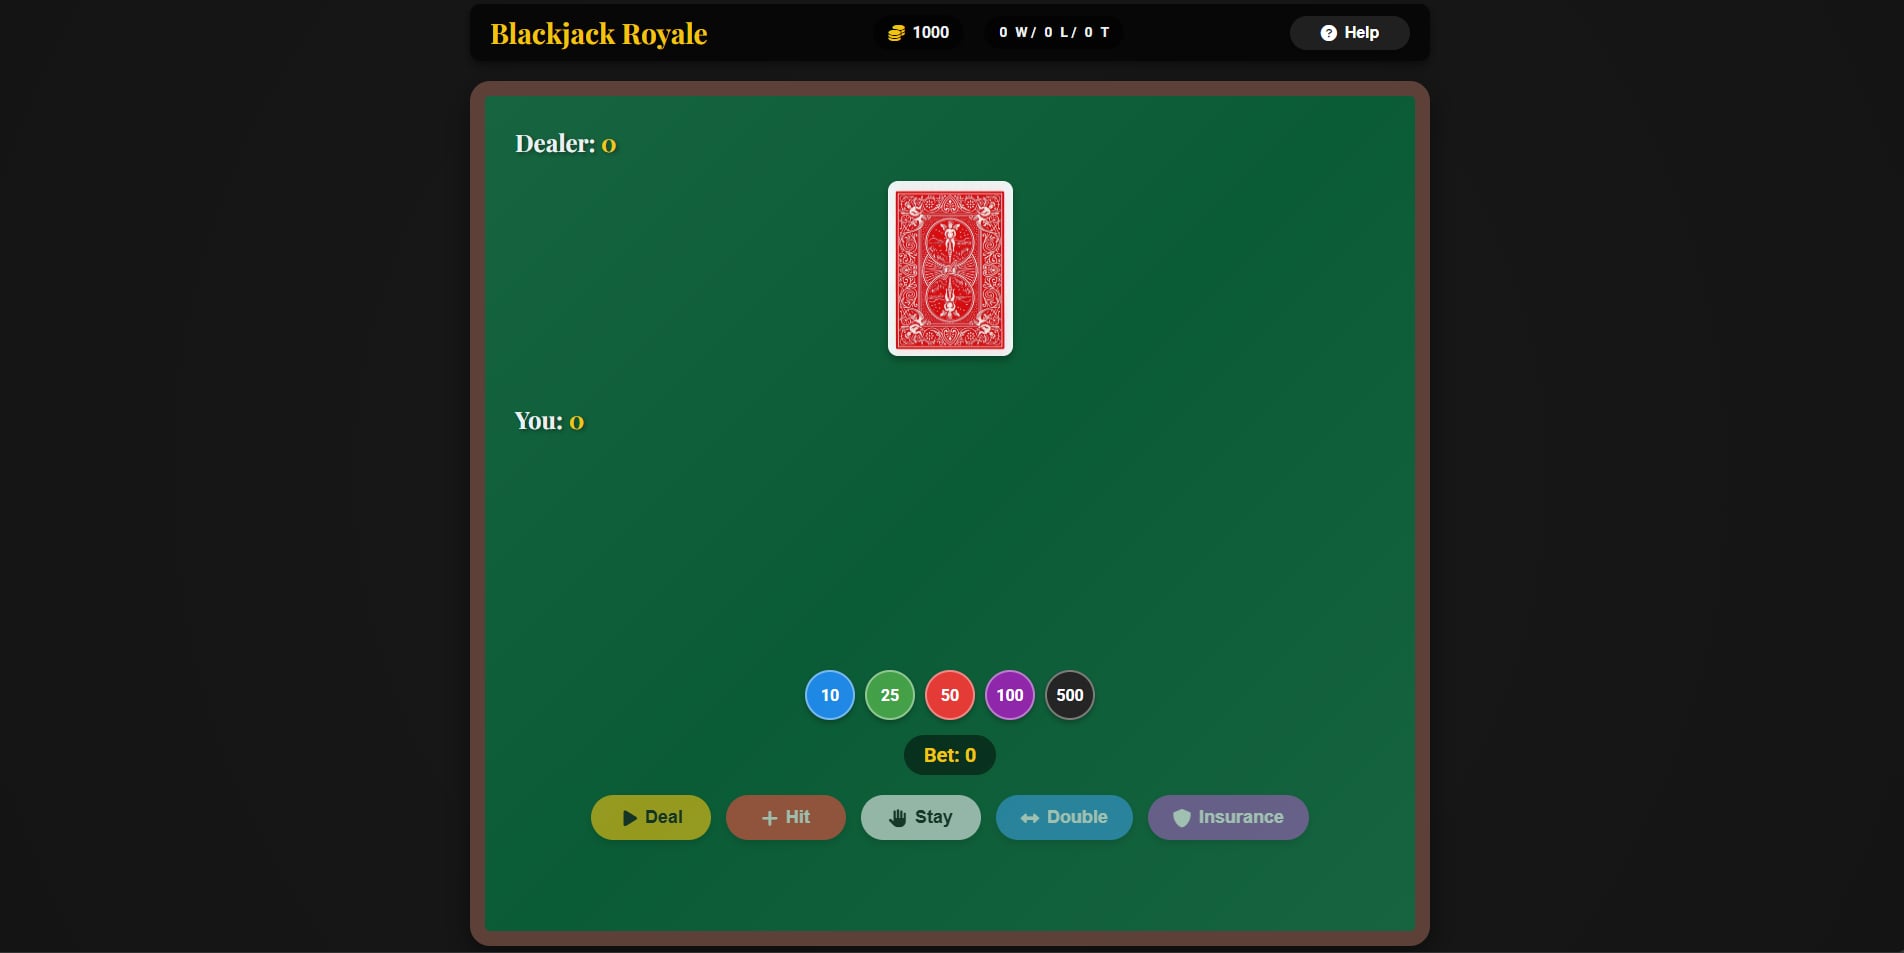 Blackjack Royale
1000
0 W/ 0 L/ 0 T
? Help
Dealer: 0
You: 0
10 25 50 100 500
Bet: 0
Deal Hit Stay Double Insurance